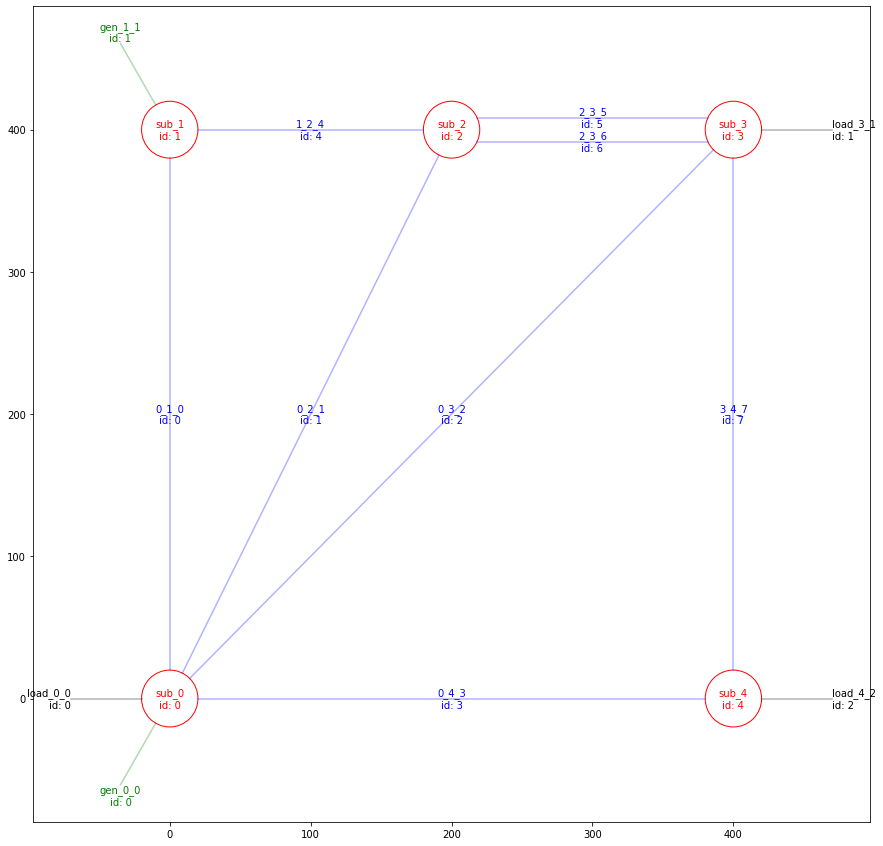 gen_1_1
id: 1
sub_1
id: 1
1_2_4
id: 4
sub_2
id: 2
2_3_5
id: 5
2_3_6
id: 6
sub_3
id: 3
load_3_1
id: 1
400
300
200
0_1_0
id: 0
0_2_1
id: 1
0_3_2
id: 2
3_4_7
id: 7
100
0
load_0_0
id: 0
sub_0
id: 0
0_4_3
id: 3
sub_4
id: 4
load_4_2
id: 2
gen_0_0
id: 0
0
100
200
300
400